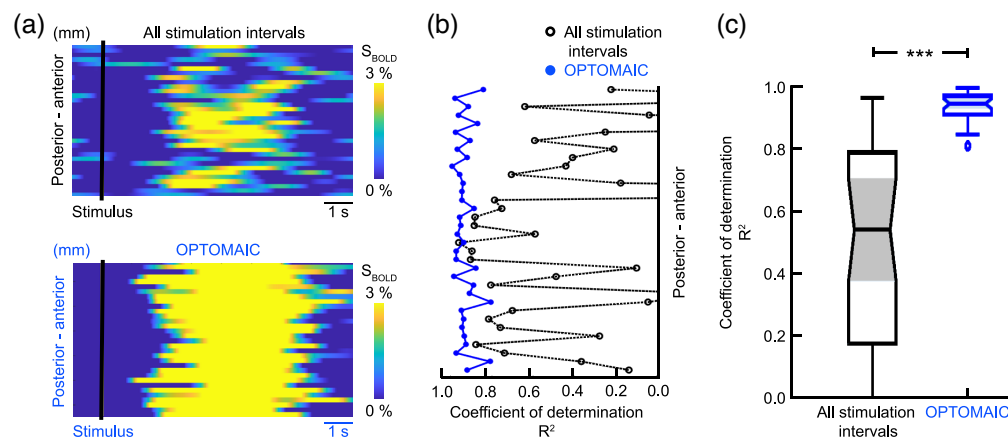 (a)
(mm)
All stimulation intervals
Posterior - anterior
S_BOLD
3 %
0 %
Stimulus
1 s
(mm)
OPTOMAIC
Posterior - anterior
S_BOLD
3 %
0 %
Stimulus
1 s
(b)
All stimulation
intervals
OPTOMAIC
Posterior - anterior
1.0 0.8 0.6 0.4 0.2 0.0
Coefficient of determination
R²
(c)
***
Coefficient of determination
R²
1.0
0.8
0.6
0.4
0.2
0.0
All stimulation
intervals
OPTOMAIC